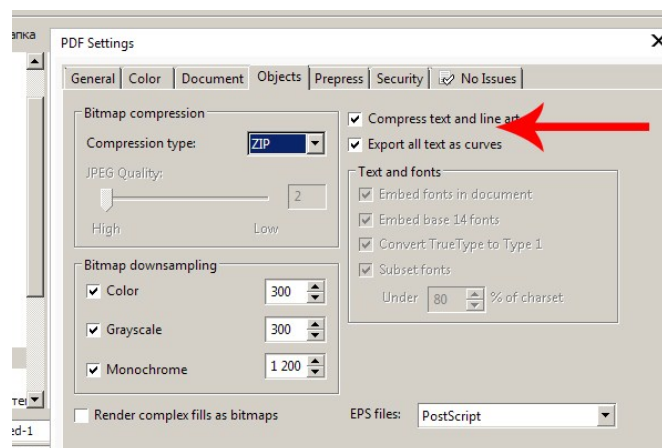 апка
PDF Settings
General Color Document Objects Prepress Security No Issues
Bitmap compression
Compression type: ZIP
JPEG Quality:
2
High Low
Bitmap downsampling
Color 300
Grayscale 300
Monochrome 1 200
Render complex fills as bitmaps
Compress text and line art
Export all text as curves
Text and fonts
Embed fonts in document
Embed base 14 fonts
Convert TrueType to Type 1
Subset fonts
Under 80 % of charset
EPS files: PostScript
тег
ed-1